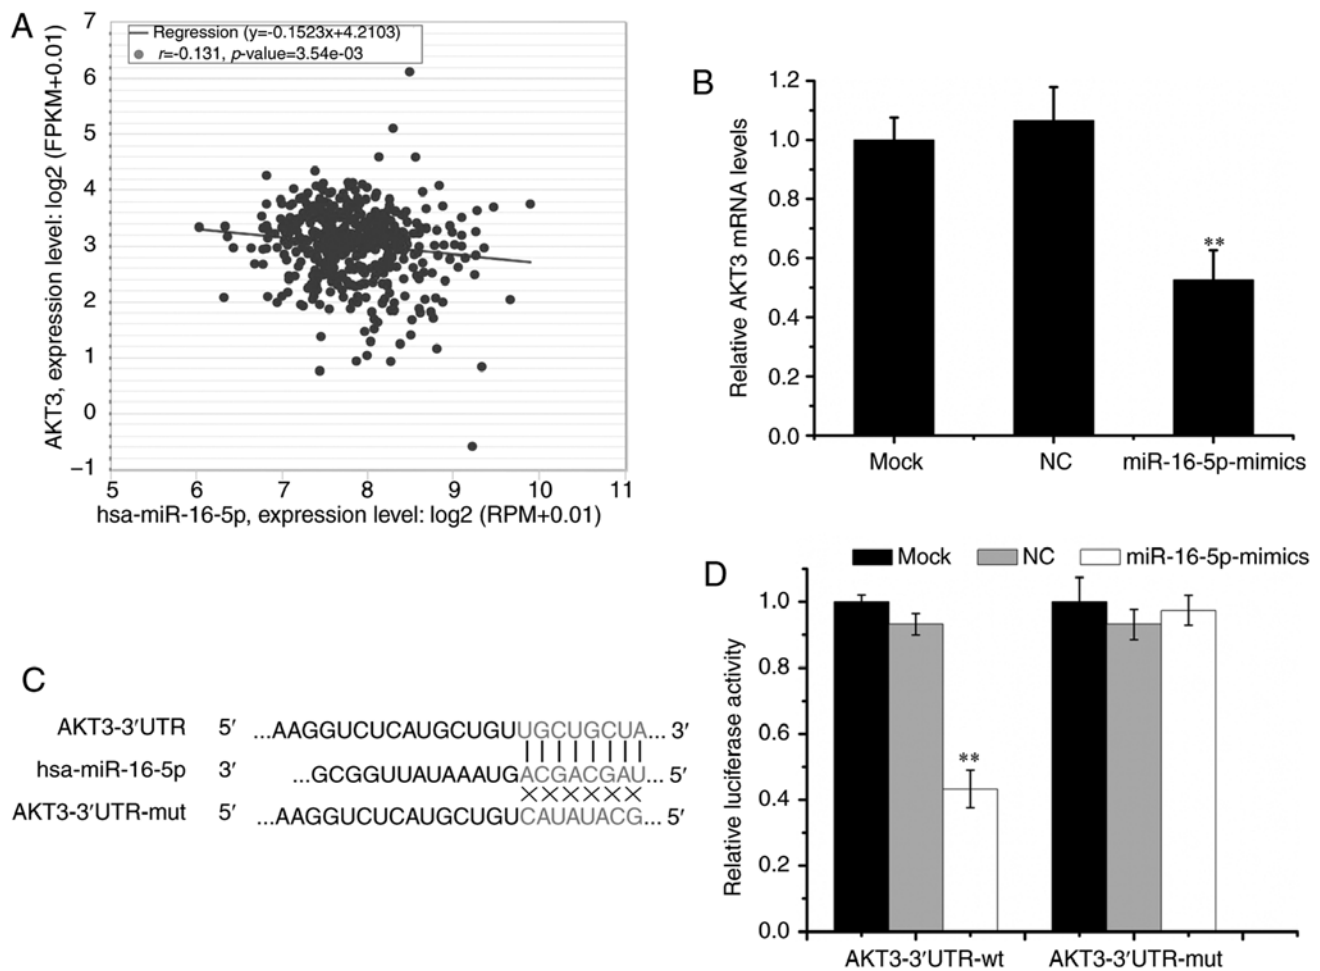 A
AKT3, expression level: log2 (FPKM+0.01)
7
6
5
4
3
2
1
0
−1
Regression (y=-0.1523x+4.2103)
r=-0.131, p-value=3.54e-03
5 6 7 8 9 10 11
hsa-miR-16-5p, expression level: log2 (RPM+0.01)
B
Relative AKT3 mRNA levels
1.2
1.0
0.8
0.6
0.4
0.2
0.0
**
Mock NC miR-16-5p-mimics
C
AKT3-3′UTR 5′ ...AAGGUCUCAUGCUGUUGCUGCUA... 3′
hsa-miR-16-5p 3′ ...GCGGUUAUAAAUGACGACGAU... 5′
AKT3-3′UTR-mut 5′ ...AAGGUCUCAUGCUGUCAUAUACG... 5′
D
Mock NC miR-16-5p-mimics
Relative luciferase activity
1.0
0.8
0.6
0.4
0.2
0.0
**
AKT3-3′UTR-wt AKT3-3′UTR-mut